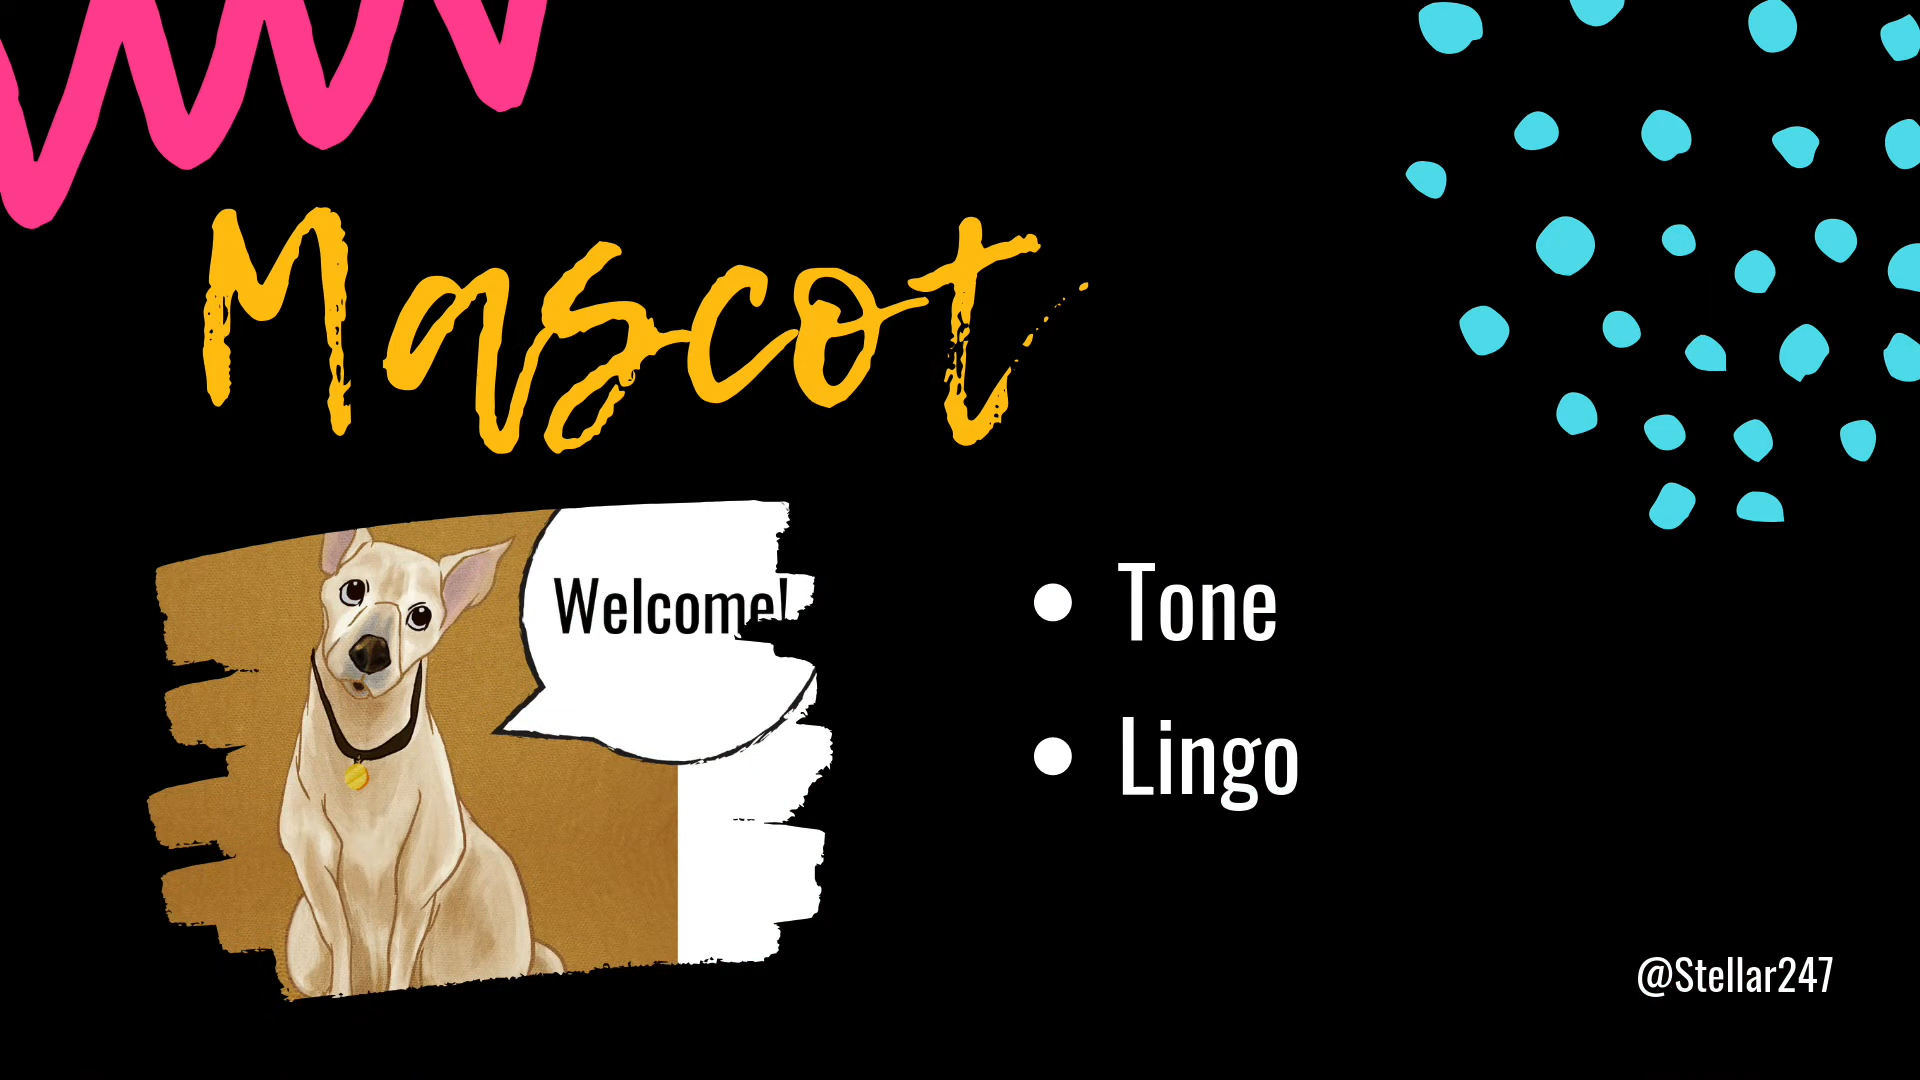 Mascot
Welcome!
• Tone
• Lingo
@Stellar247